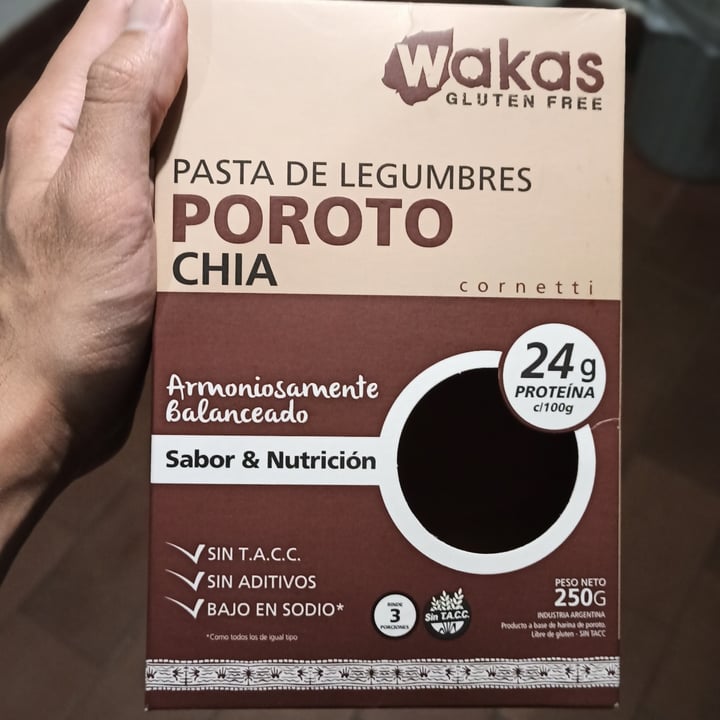 Wakas
GLUTEN FREE
PASTA DE LEGUMBRES
POROTO
CHIA
cornetti
24g
PROTEÍNA
c/100g
Armoniosamente
Balanceado
Sabor & Nutrición
SIN T.A.C.C.
SIN ADITIVOS
BAJO EN SODIO*
*Como todos los de igual tipo
RINDE
3
PORCIONES
Sin T.A.C.C.
PESO NETO
250G
INDUSTRIA ARGENTINA
Producto a base de harina de poroto.
Libre de gluten - SIN TACC